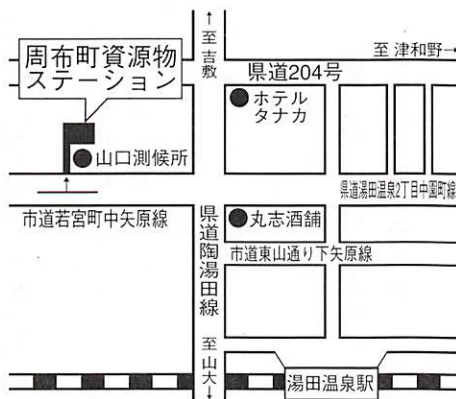 ↑至吉敷
至 津和野→
周布町資源物
ステーション
県道204号
ホテル
タナカ
山口測候所
県道湯田温泉2丁目中園町線
市道若宮町中矢原線
県道陶湯田線
丸志酒舗
市道東山通り下矢原線
至山大↓
湯田温泉駅